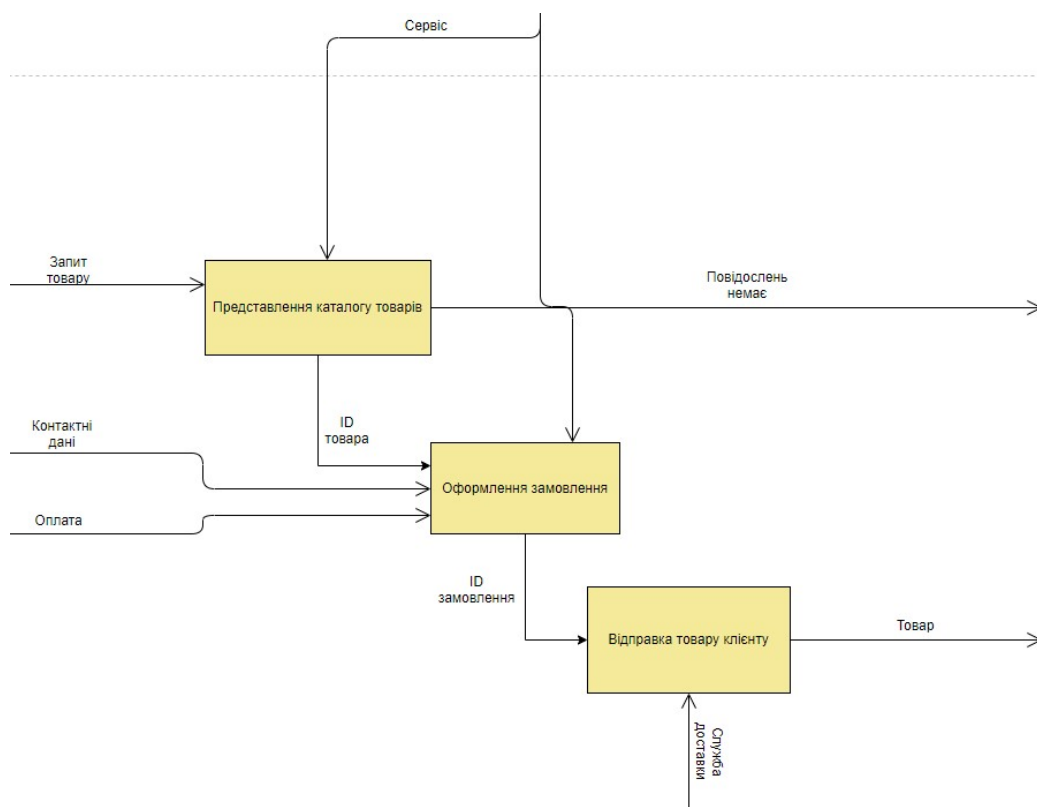 Сервіс
Запит
товару
Представлення каталогу товарів
Повідослень
немає
ID
товара
Контактні
дані
Оформлення замовлення
Оплата
ID
замовлення
Відправка товару клієнту
Товар
Служба
доставки